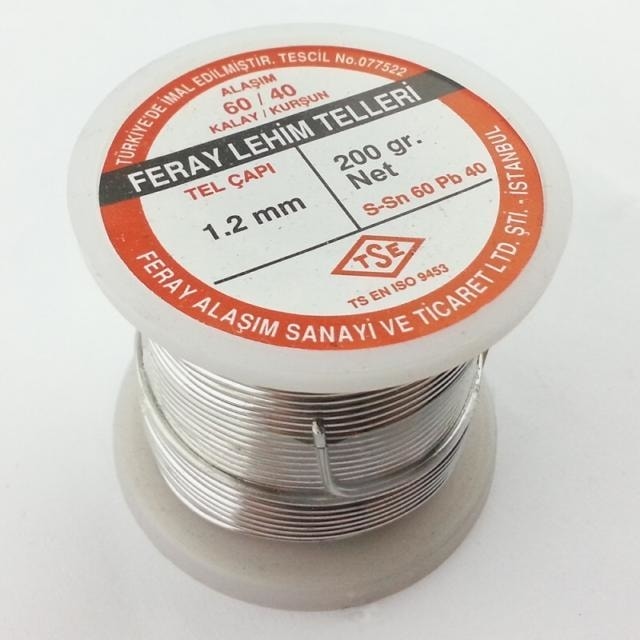 TÜRKİYE'DE İMAL EDİLMİŞTİR. TESCİL No.077522
ALAŞIM
60 / 40
KALAY / KURŞUN
FERAY LEHİM TELLERİ
TEL ÇAPI
1.2 mm
200 gr.
Net
S-Sn 60 Pb 40
TSE
TS EN ISO 9453
FERAY ALAŞIM SANAYİ VE TİCARET LTD. ŞTİ. - İSTANBUL